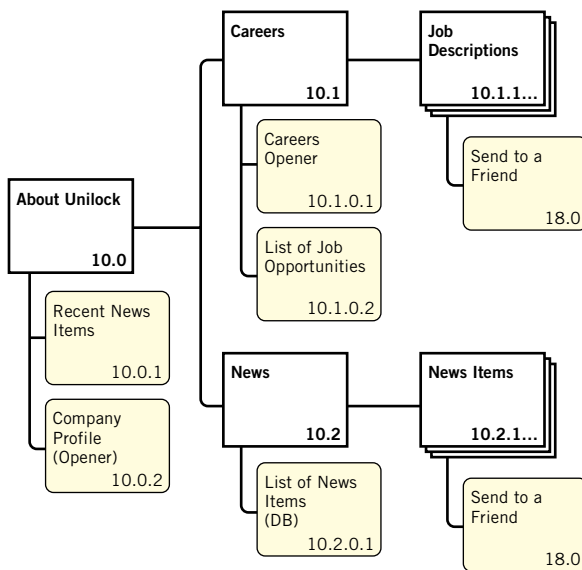 Careers
10.1
Job
Descriptions
10.1.1...
Careers
Opener
10.1.0.1
Send to a
Friend
18.0
About Unilock
10.0
List of Job
Opportunities
10.1.0.2
Recent News
Items
10.0.1
News
10.2
News Items
10.2.1...
Company
Profile
(Opener)
10.0.2
List of News
Items
(DB)
10.2.0.1
Send to a
Friend
18.0